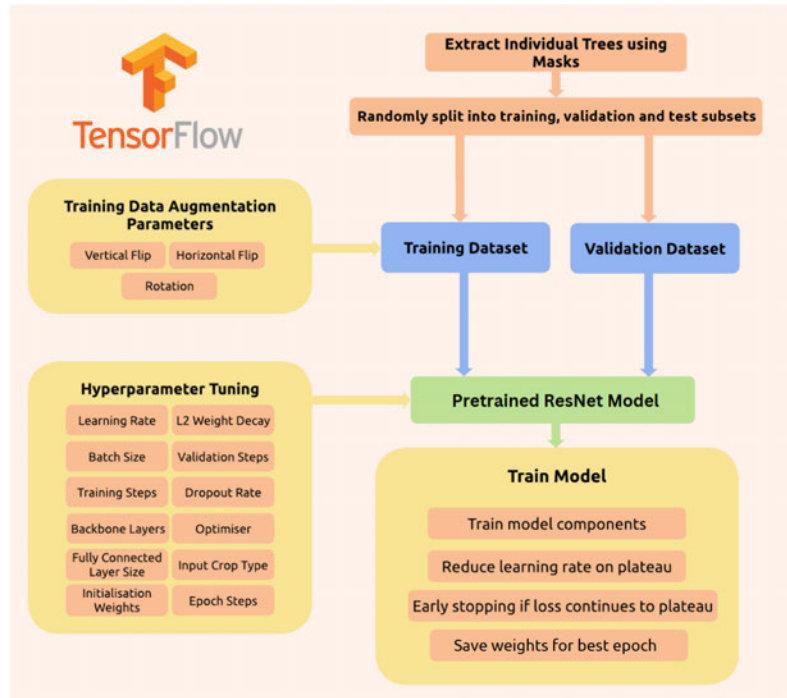 TensorFlow
Extract Individual Trees using
Masks
Randomly split into training, validation and test subsets
Training Data Augmentation
Parameters
Vertical Flip
Horizontal Flip
Rotation
Training Dataset
Validation Dataset
Hyperparameter Tuning
Learning Rate
L2 Weight Decay
Batch Size
Validation Steps
Training Steps
Dropout Rate
Backbone Layers
Optimiser
Fully Connected
Layer Size
Input Crop Type
Initialisation
Weights
Epoch Steps
Pretrained ResNet Model
Train Model
Train model components
Reduce learning rate on plateau
Early stopping if loss continues to plateau
Save weights for best epoch